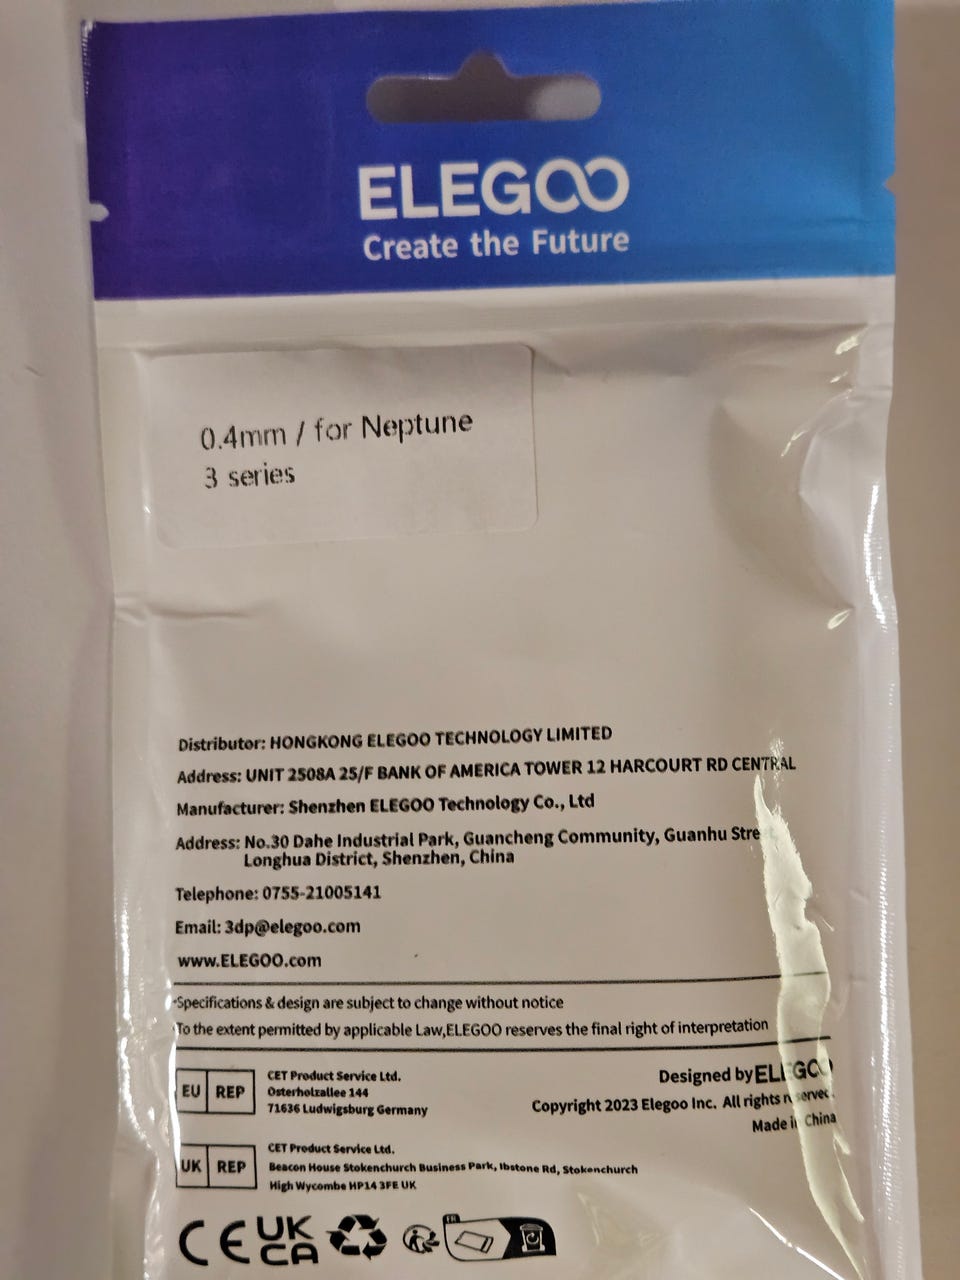 ELEGOO
Create the Future
0.4mm / for Neptune
3 series
Distributor: HONGKONG ELEGOO TECHNOLOGY LIMITED
Address: UNIT 2508A 25/F BANK OF AMERICA TOWER 12 HARCOURT RD CENTRAL
Manufacturer: Shenzhen ELEGOO Technology Co., Ltd
Address: No.30 Dahe Industrial Park, Guancheng Community, Guanhu Street,
Longhua District, Shenzhen, China
Telephone: 0755-21005141
Email: 3dp@elegoo.com
www.ELEGOO.com
*Specifications & design are subject to change without notice
*To the extent permitted by applicable Law,ELEGOO reserves the final right of interpretation
EU REP
CET Product Service Ltd.
Osterholzallee 144
71636 Ludwigsburg Germany
Designed by ELEGOO
Copyright 2023 Elegoo Inc. All rights reserved.
Made in China
UK REP
CET Product Service Ltd.
Beacon House Stokenchurch Business Park, Ibstone Rd, Stokenchurch
High Wycombe HP14 3FE UK
CE UK CA
FR